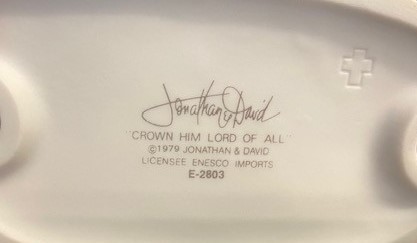 Jonathan & David
"CROWN HIM LORD OF ALL"
©1979 JONATHAN & DAVID
LICENSEE ENESCO IMPORTS
E-2803